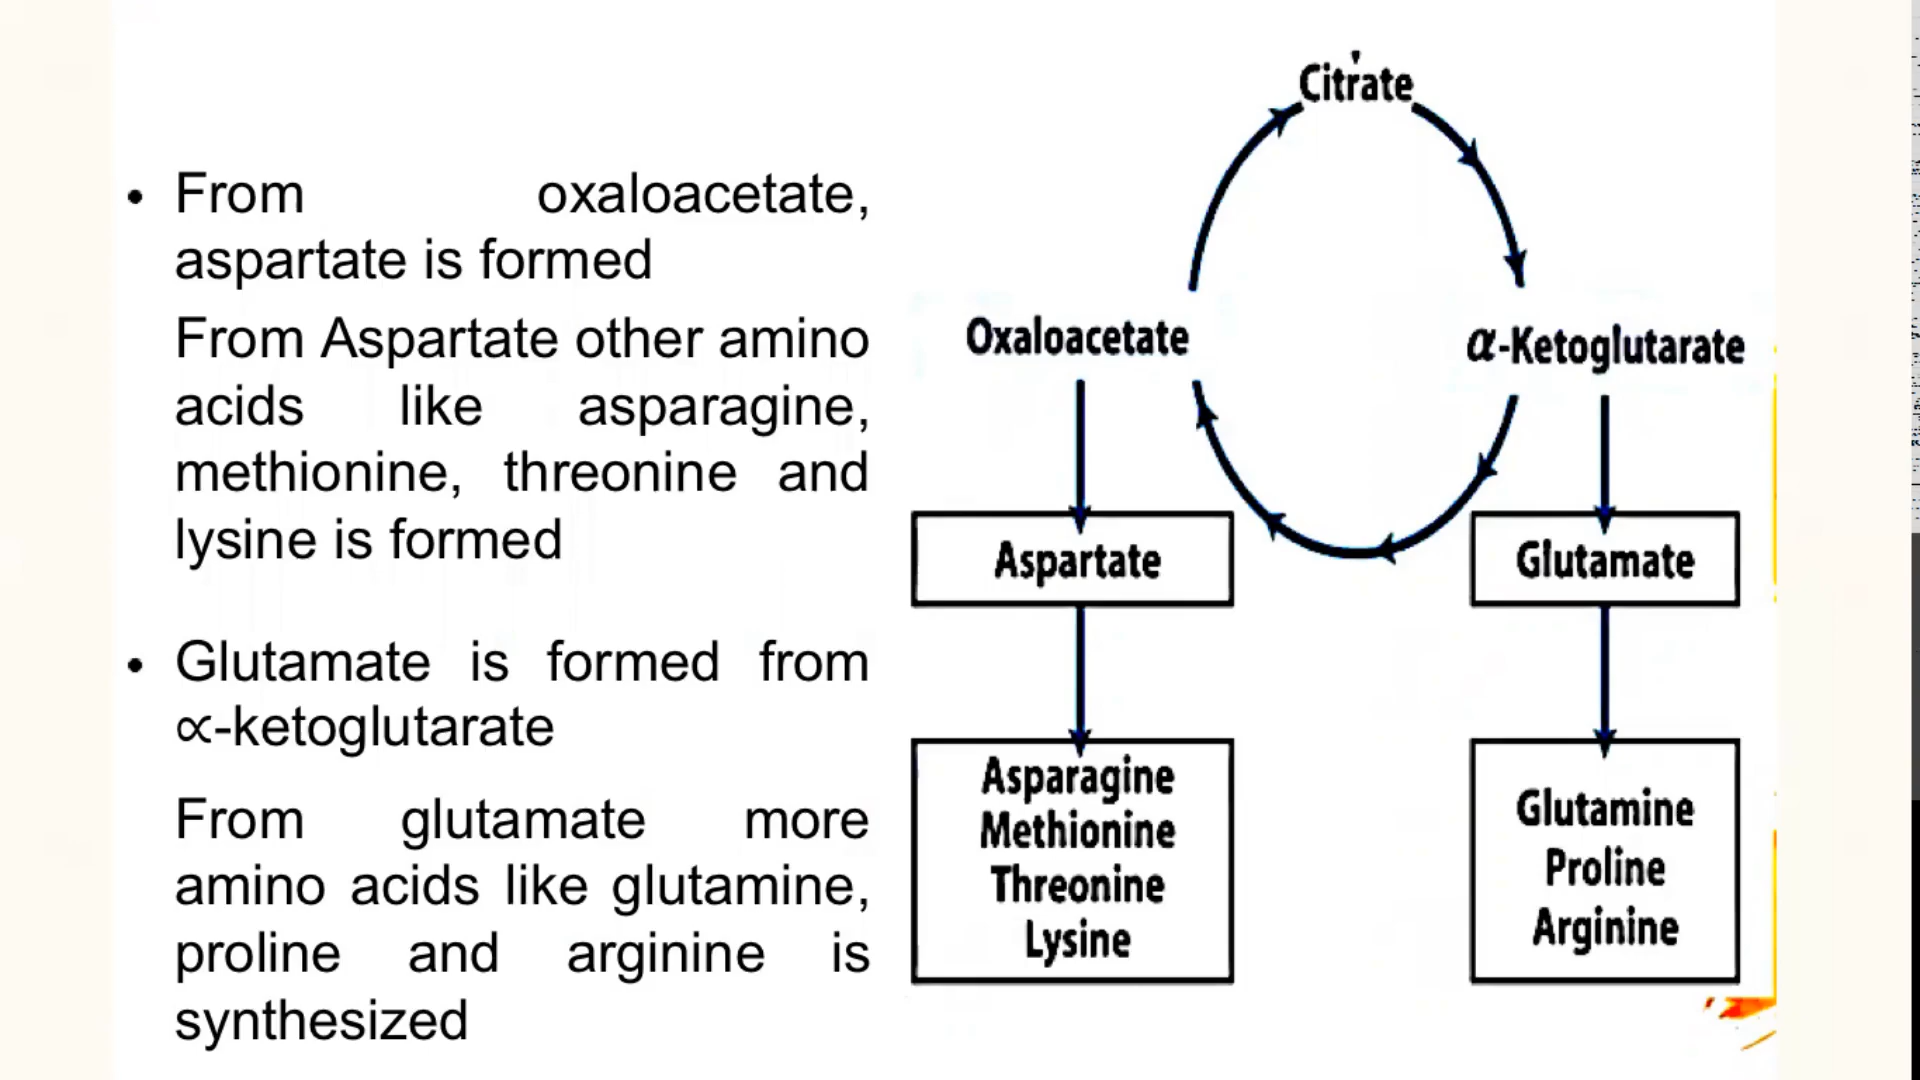 • From oxaloacetate,
aspartate is formed
From Aspartate other amino
acids like asparagine,
methionine, threonine and
lysine is formed
• Glutamate is formed from
∝-ketoglutarate
From glutamate more
amino acids like glutamine,
proline and arginine is
synthesized
Citrate
Oxaloacetate
α-Ketoglutarate
Aspartate
Glutamate
Asparagine
Methionine
Threonine
Lysine
Glutamine
Proline
Arginine